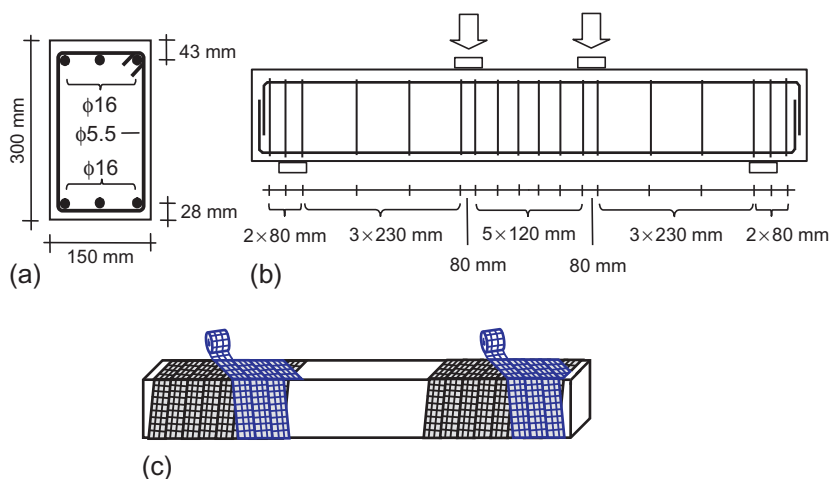 43 mm
300 mm
ϕ16
ϕ5.5
ϕ16
28 mm
150 mm
(a)
2×80 mm
3×230 mm
5×120 mm
3×230 mm
2×80 mm
80 mm
80 mm
(b)
(c)